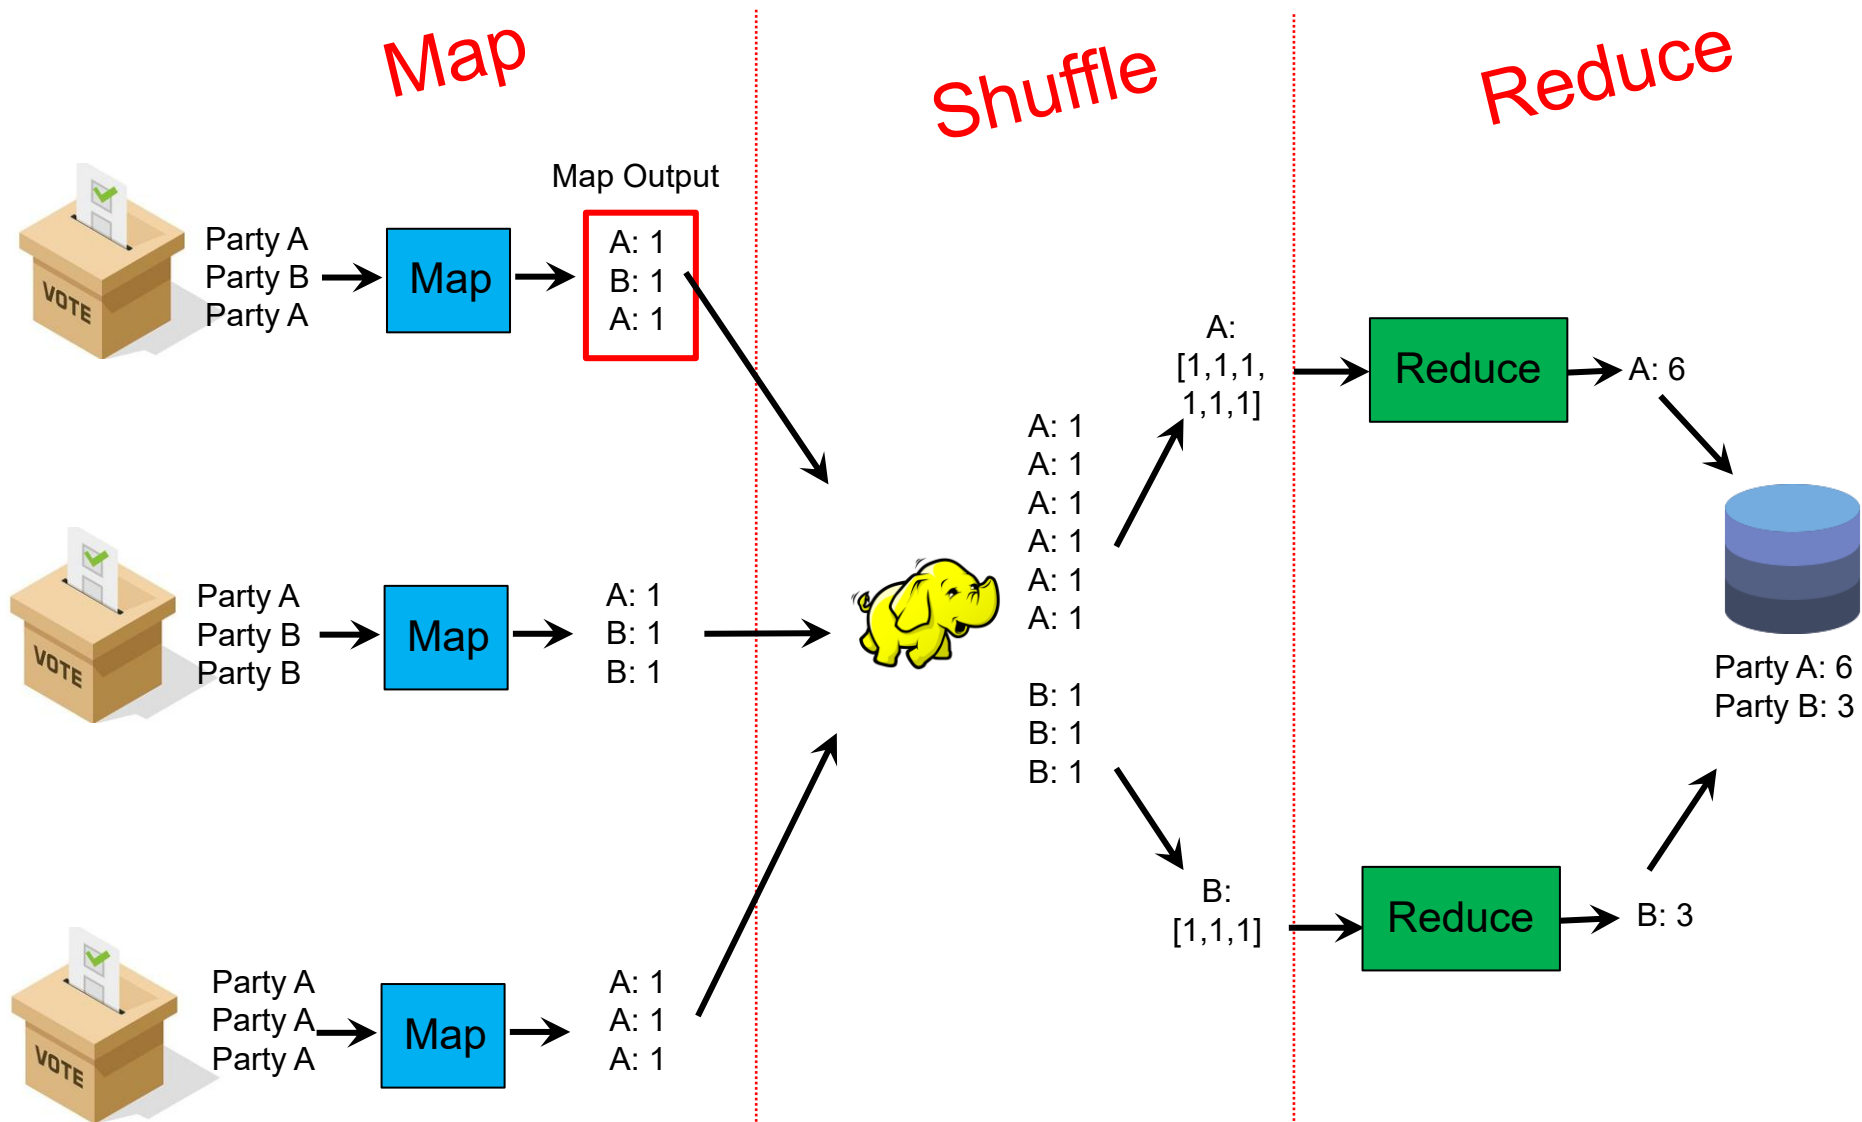 Map
Shuffle
Reduce
Map Output
VOTE
Party A
Party B
Party A
Map
A: 1
B: 1
A: 1
VOTE
Party A
Party B
Party B
Map
A: 1
B: 1
B: 1
VOTE
Party A
Party A
Party A
Map
A: 1
A: 1
A: 1
A: 1
A: 1
A: 1
A: 1
A: 1
A: 1
B: 1
B: 1
B: 1
A:
[1,1,1,
1,1,1]
B:
[1,1,1]
Reduce
A: 6
Reduce
B: 3
Party A: 6
Party B: 3